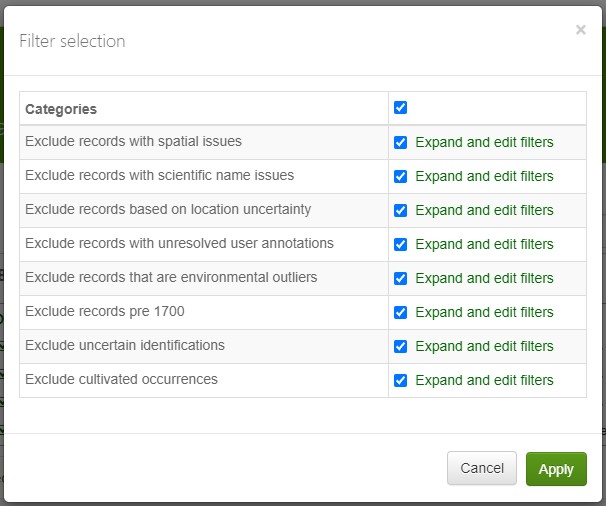 Filter selection
×
Categories
Exclude records with spatial issues Expand and edit filters
Exclude records with scientific name issues Expand and edit filters
Exclude records based on location uncertainty Expand and edit filters
Exclude records with unresolved user annotations Expand and edit filters
Exclude records that are environmental outliers Expand and edit filters
Exclude records pre 1700 Expand and edit filters
Exclude uncertain identifications Expand and edit filters
Exclude cultivated occurrences Expand and edit filters
Cancel Apply